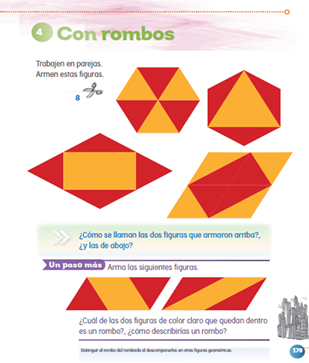 4 Con rombos
Trabajen en parejas.
Armen estas figuras.
8
¿Cómo se llaman las dos figuras que armaron arriba?,
¿y las de abajo?
Un paso más Arma las siguientes figuras.
¿Cuál de las dos figuras de color claro que quedan dentro
es un rombo?, ¿cómo describirías un rombo?
Distinguir al rombo del romboide al descomponerlos en otras figuras geométricas.
179